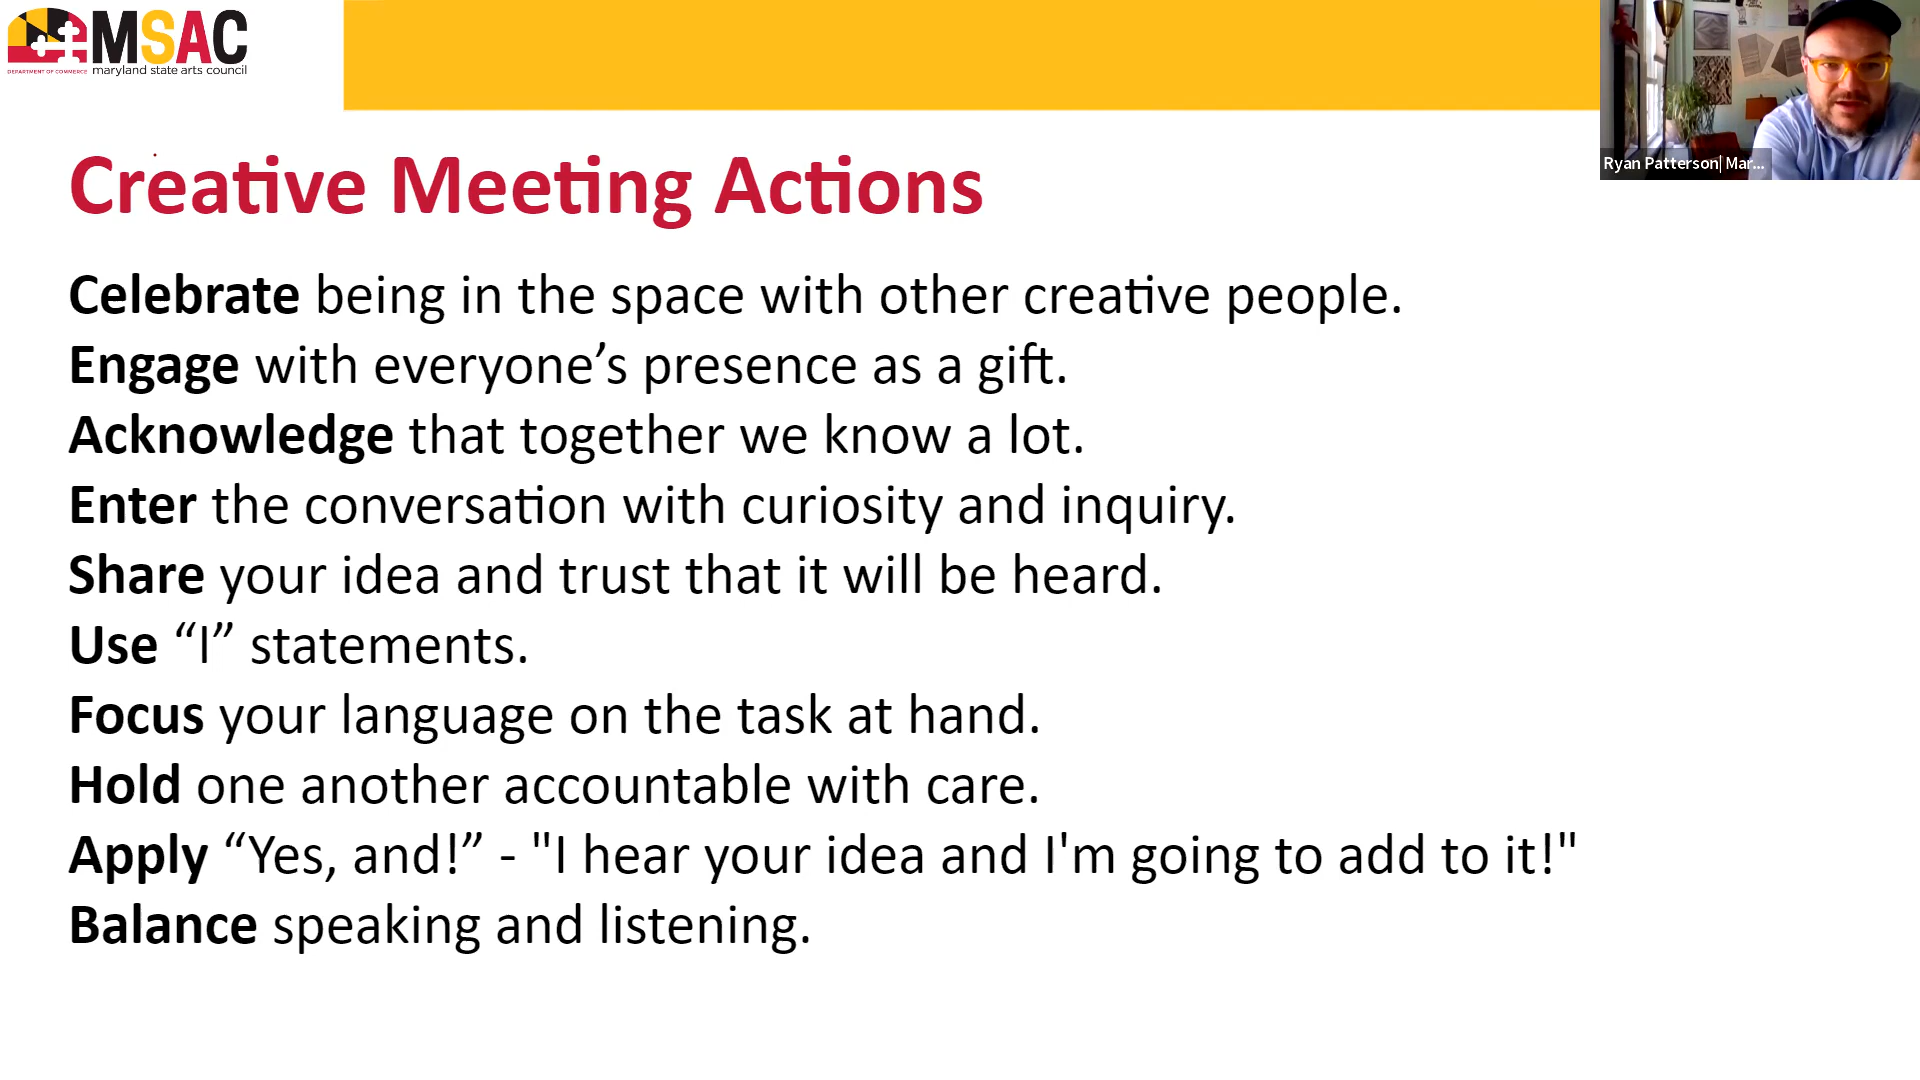 MSAC
DEPARTMENT OF COMMERCE maryland state arts council
Ryan Patterson| Mar...
Creative Meeting Actions
Celebrate being in the space with other creative people.
Engage with everyone’s presence as a gift.
Acknowledge that together we know a lot.
Enter the conversation with curiosity and inquiry.
Share your idea and trust that it will be heard.
Use “I” statements.
Focus your language on the task at hand.
Hold one another accountable with care.
Apply “Yes, and!” - "I hear your idea and I'm going to add to it!"
Balance speaking and listening.